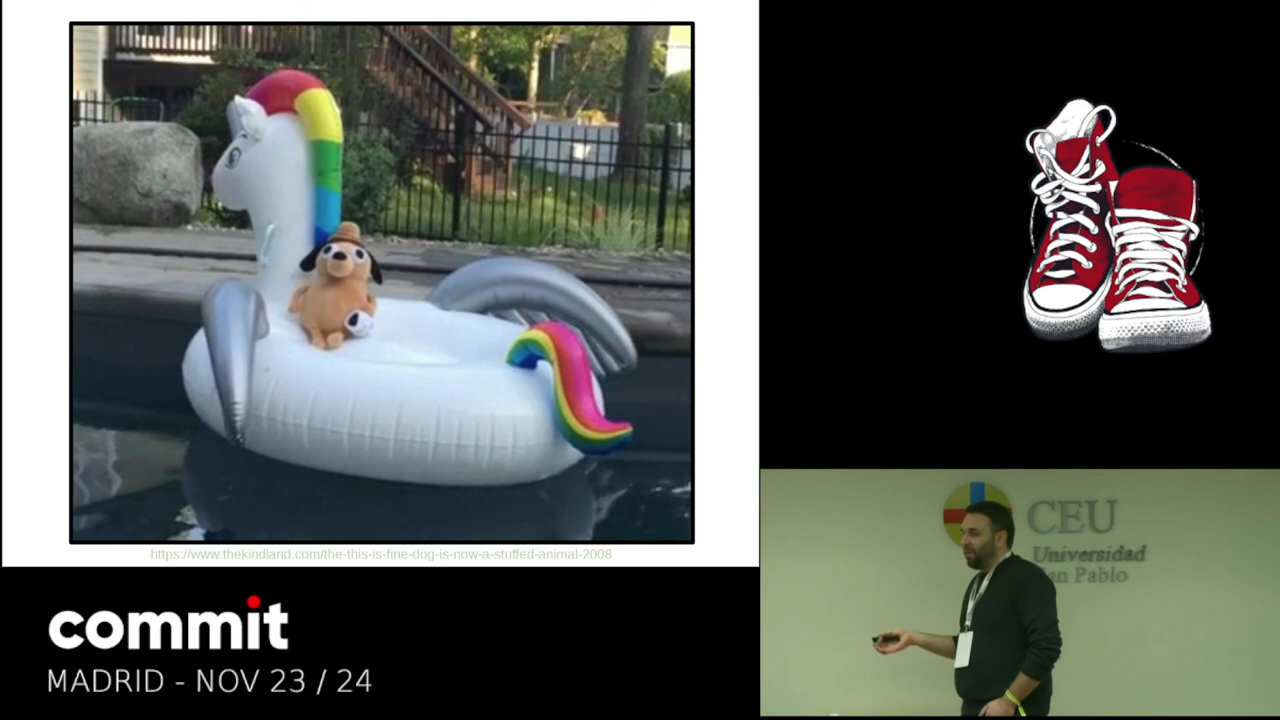 https://www.thekindland.com/the-this-is-fine-dog-is-now-a-stuffed-animal-2008
commit
MADRID - NOV 23 / 24
CEU
Universidad
San Pablo